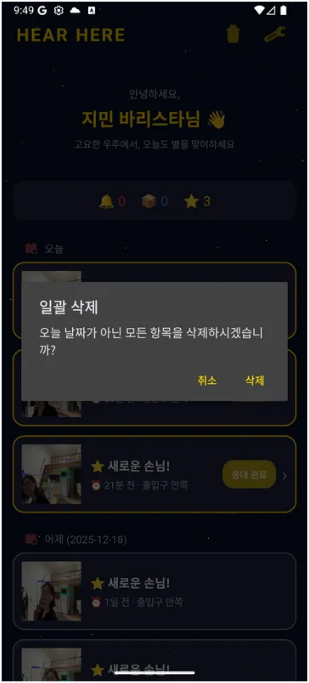 9:49
HEAR HERE
안녕하세요,
지민 바리스타님 👋
고요한 우주에서, 오늘도 별을 맞이하세요
🔔 0 📦 0 ⭐ 3
오늘
일괄 삭제
오늘 날짜가 아닌 모든 항목을 삭제하시겠습니
까?
취소 삭제
⭐ 새로운 손님!
⏰ 21분 전 · 출입구 안쪽
응대 완료 ›
어제 (2025-12-18)
⭐ 새로운 손님!
⏰ 1일 전 · 출입구 안쪽
⭐ 새로운 손님!